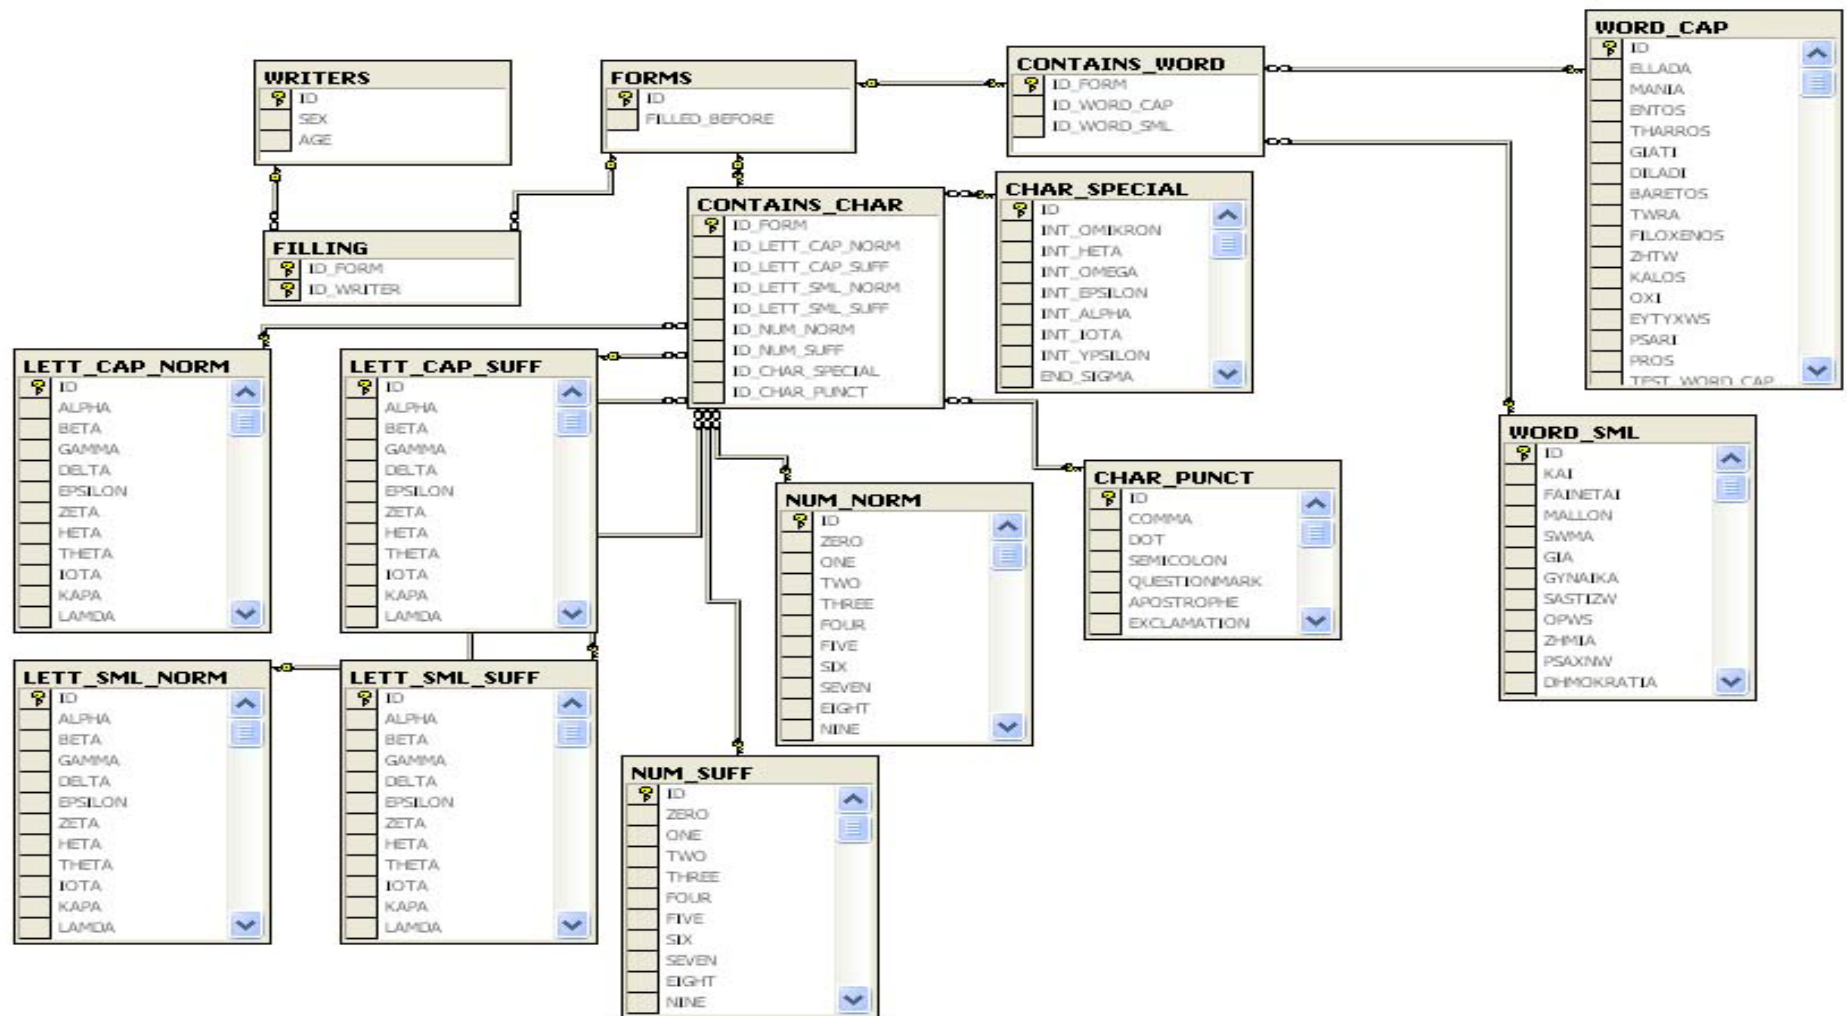 WRITERS
ID
SEX
AGE
FORMS
ID
FILLED_BEFORE
CONTAINS_WORD
ID_FORM
ID_WORD_CAP
ID_WORD_SML
WORD_CAP
ID
ELLADA
MANIA
ENTOS
THARROS
GIATI
DILADI
BARETOS
TWRA
FILOXENOS
ZHTW
KALOS
OXI
EYTYXWS
PSARI
PROS
TEST_WORD_CAP
FILLING
ID_FORM
ID_WRITER
CONTAINS_CHAR
ID_FORM
ID_LETT_CAP_NORM
ID_LETT_CAP_SUFF
ID_LETT_SML_NORM
ID_LETT_SML_SUFF
ID_NUM_NORM
ID_NUM_SUFF
ID_CHAR_SPECIAL
ID_CHAR_PUNCT
CHAR_SPECIAL
ID
INT_OMIKRON
INT_HETA
INT_OMEGA
INT_EPSILON
INT_ALPHA
INT_IOTA
INT_YPSILON
END_SIGMA
LETT_CAP_NORM
ID
ALPHA
BETA
GAMMA
DELTA
EPSILON
ZETA
HETA
THETA
IOTA
KAPA
LAMDA
LETT_CAP_SUFF
ID
ALPHA
BETA
GAMMA
DELTA
EPSILON
ZETA
HETA
THETA
IOTA
KAPA
LAMDA
NUM_NORM
ID
ZERO
ONE
TWO
THREE
FOUR
FIVE
SIX
SEVEN
EIGHT
NINE
CHAR_PUNCT
ID
COMMA
DOT
SEMICOLON
QUESTIONMARK
APOSTROPHE
EXCLAMATION
WORD_SML
ID
KAI
FAINETAI
MALLON
SWMA
GIA
GYNAIKA
SASTIZW
OPWS
ZHMIA
PSAXNW
DHMOKRATIA
LETT_SML_NORM
ID
ALPHA
BETA
GAMMA
DELTA
EPSILON
ZETA
HETA
THETA
IOTA
KAPA
LAMDA
LETT_SML_SUFF
ID
ALPHA
BETA
GAMMA
DELTA
EPSILON
ZETA
HETA
THETA
IOTA
KAPA
LAMDA
NUM_SUFF
ID
ZERO
ONE
TWO
THREE
FOUR
FIVE
SIX
SEVEN
EIGHT
NINE